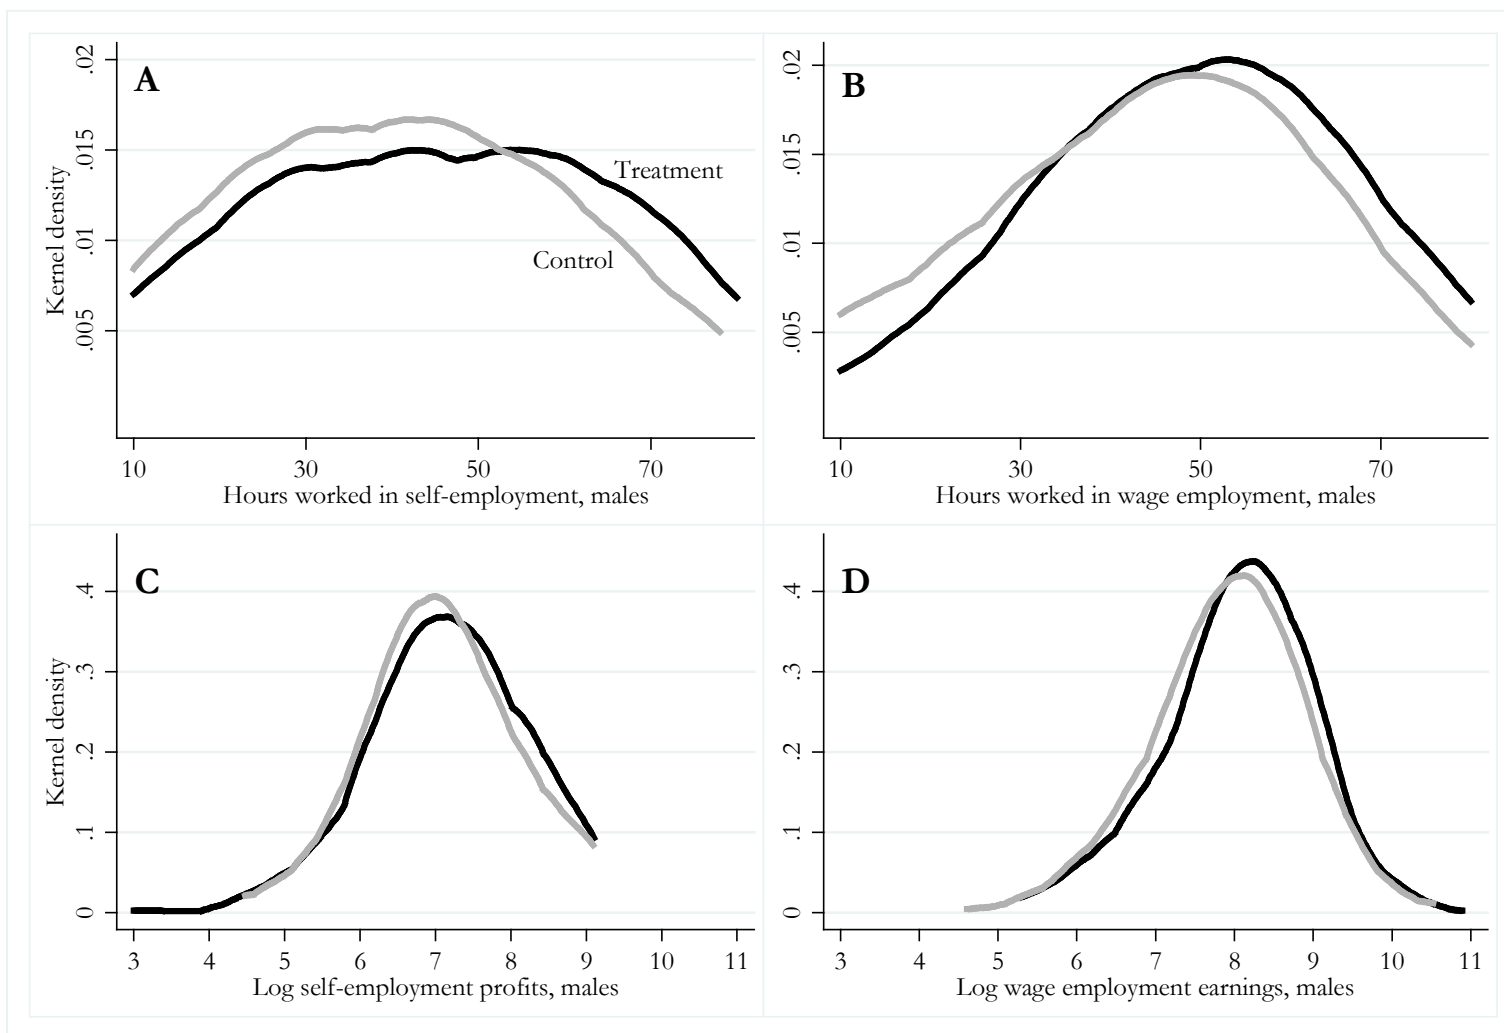 A
Kernel density
.02
.015
.01
.005
Treatment
Control
10 30 50 70
Hours worked in self-employment, males
B
.02
.015
.01
.005
10 30 50 70
Hours worked in wage employment, males
C
Kernel density
.4
.3
.2
.1
0
3 4 5 6 7 8 9 10 11
Log self-employment profits, males
D
.4
.3
.2
.1
0
3 4 5 6 7 8 9 10 11
Log wage employment earnings, males